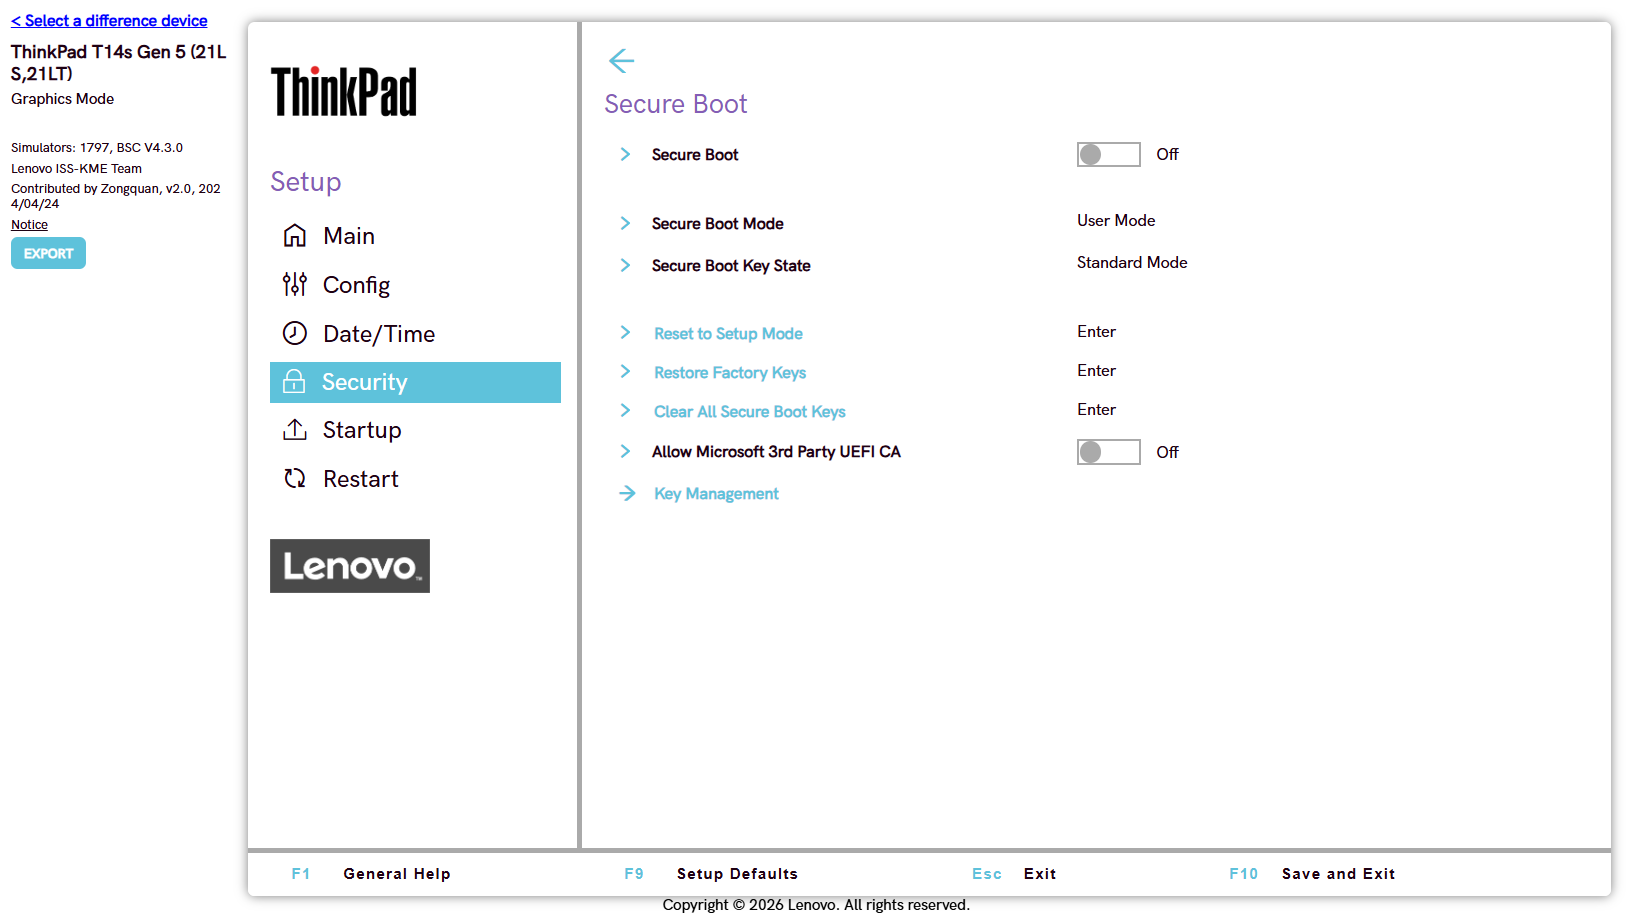 < Select a difference device
ThinkPad T14s Gen 5 (21L
S,21LT)
Graphics Mode
Simulators: 1797, BSC V4.3.0
Lenovo ISS-KME Team
Contributed by Zongquan, v2.0, 202
4/04/24
Notice
EXPORT
ThinkPad
Setup
Main
Config
Date/Time
Security
Startup
Restart
Lenovo™
Secure Boot
Secure Boot Off
Secure Boot Mode User Mode
Secure Boot Key State Standard Mode
Reset to Setup Mode Enter
Restore Factory Keys Enter
Clear All Secure Boot Keys Enter
Allow Microsoft 3rd Party UEFI CA Off
Key Management
F1 General Help F9 Setup Defaults Esc Exit F10 Save and Exit
Copyright © 2026 Lenovo. All rights reserved.